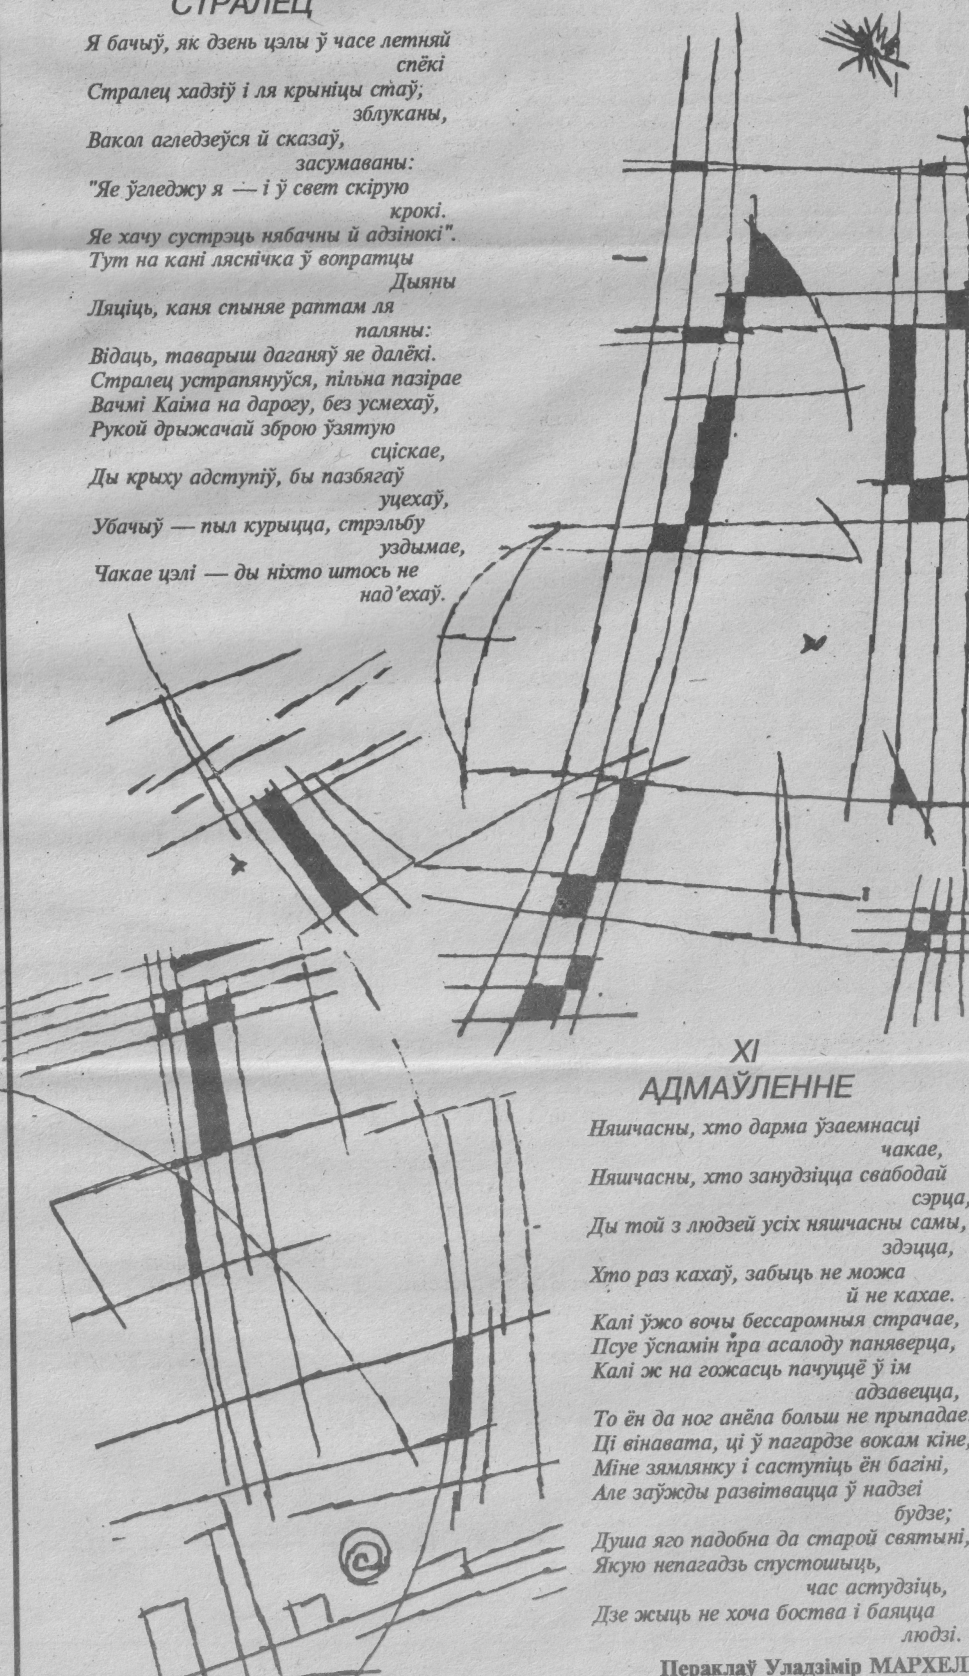 СТРАЛЕЦ
Я бачыў, як дзень цэлы ў часе летняй
спёкі
Стралец хадзіў і ля крыніцы стаў;
зблуканы,
Вакол агледзеўся й сказаў,
засумаваны:
"Яе ўгледжу я — і ў свет скірую
крокі.
Яе хачу сустрэць нябачны й адзінокі".
Тут на кані ляснічка ў вопратцы
Дыяны
Ляціць, каня спыняе раптам ля
паляны:
Відаць, таварыш даганяў яе далёкі.
Стралец устрапянуўся, пільна пазірае
Вачмі Каіма на дарогу, без усмехаў,
Рукой дрыжачай зброю ўзятую
сціскае,
Ды крыху адступіў, бы пазбягаў
уцехаў,
Убачыў — пыл курыцца, стрэльбу
уздымае,
Чакае цэлі — ды ніхто штось не
над'ехаў.
XI
АДМАЎЛЕННЕ
Няшчасны, хто дарма ўзаемнасці
чакае,
Няшчасны, хто занудзіцца свабодай
сэрца,
Ды той з людзей усіх няшчасны самы,
здэцца,
Хто раз кахаў, забыць не можа
й не кахае.
Калі ўжо вочы бессаромныя страчае,
Псуе ўспамін пра асалоду паняверца,
Калі ж на гожасць пачуццё ў ім
адзавецца,
То ён да ног анёла больш не прыпадае.
Ці вінавата, ці ў пагардзе вокам кіне,
Міне зямлянку і саступіць ён багіні,
Але заўжды развітвацца ў надзеі
будзе;
Душа яго падобна да старой святыні,
Якую непагадзь спустошыць,
час астудзіць,
Дзе жыць не хоча боства і баяцца
людзі.
Пераклаў Уладзімір МАРХЕЛ